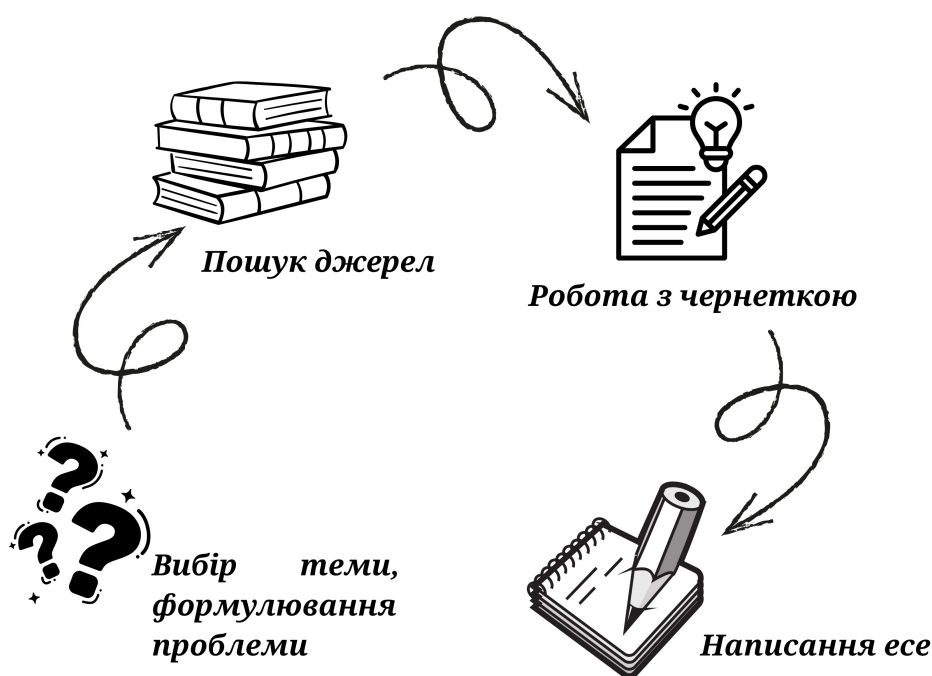 Пошук джерел
Робота з чернеткою
Вибір теми,
формулювання
проблеми
Написання есе